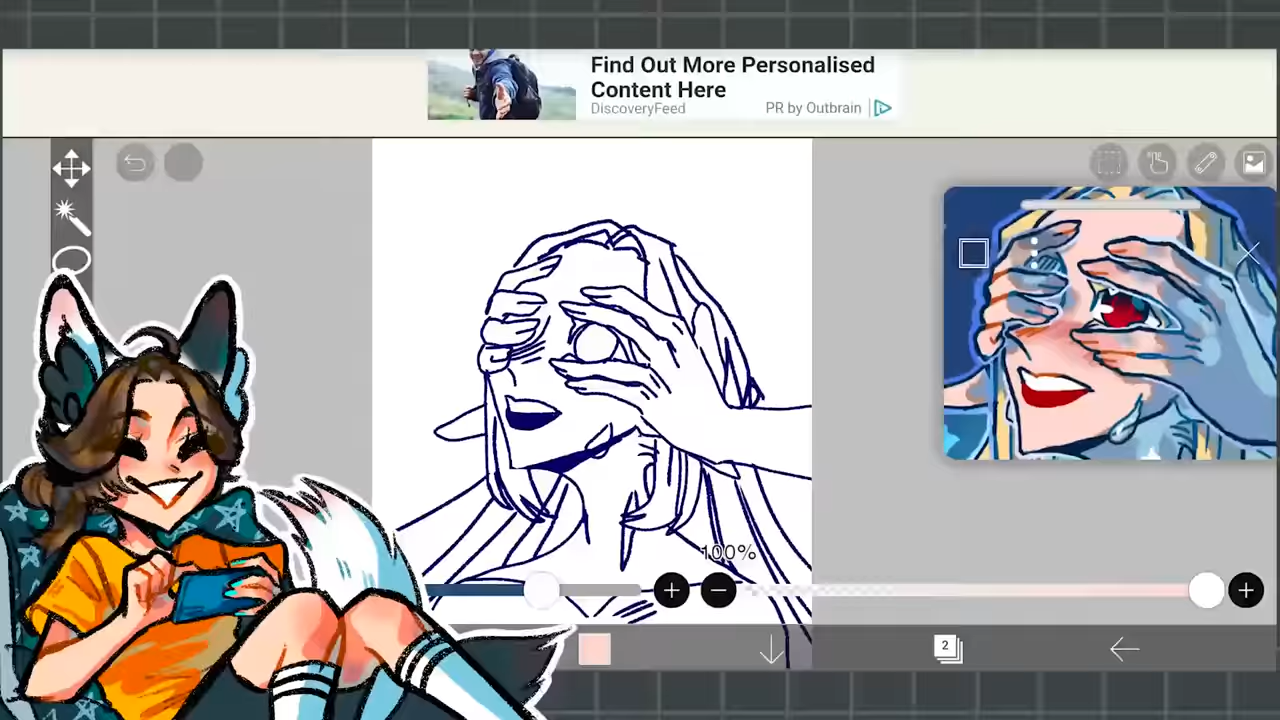 Find Out More Personalised
Content Here
DiscoveryFeed
PR by Outbrain
100%
2